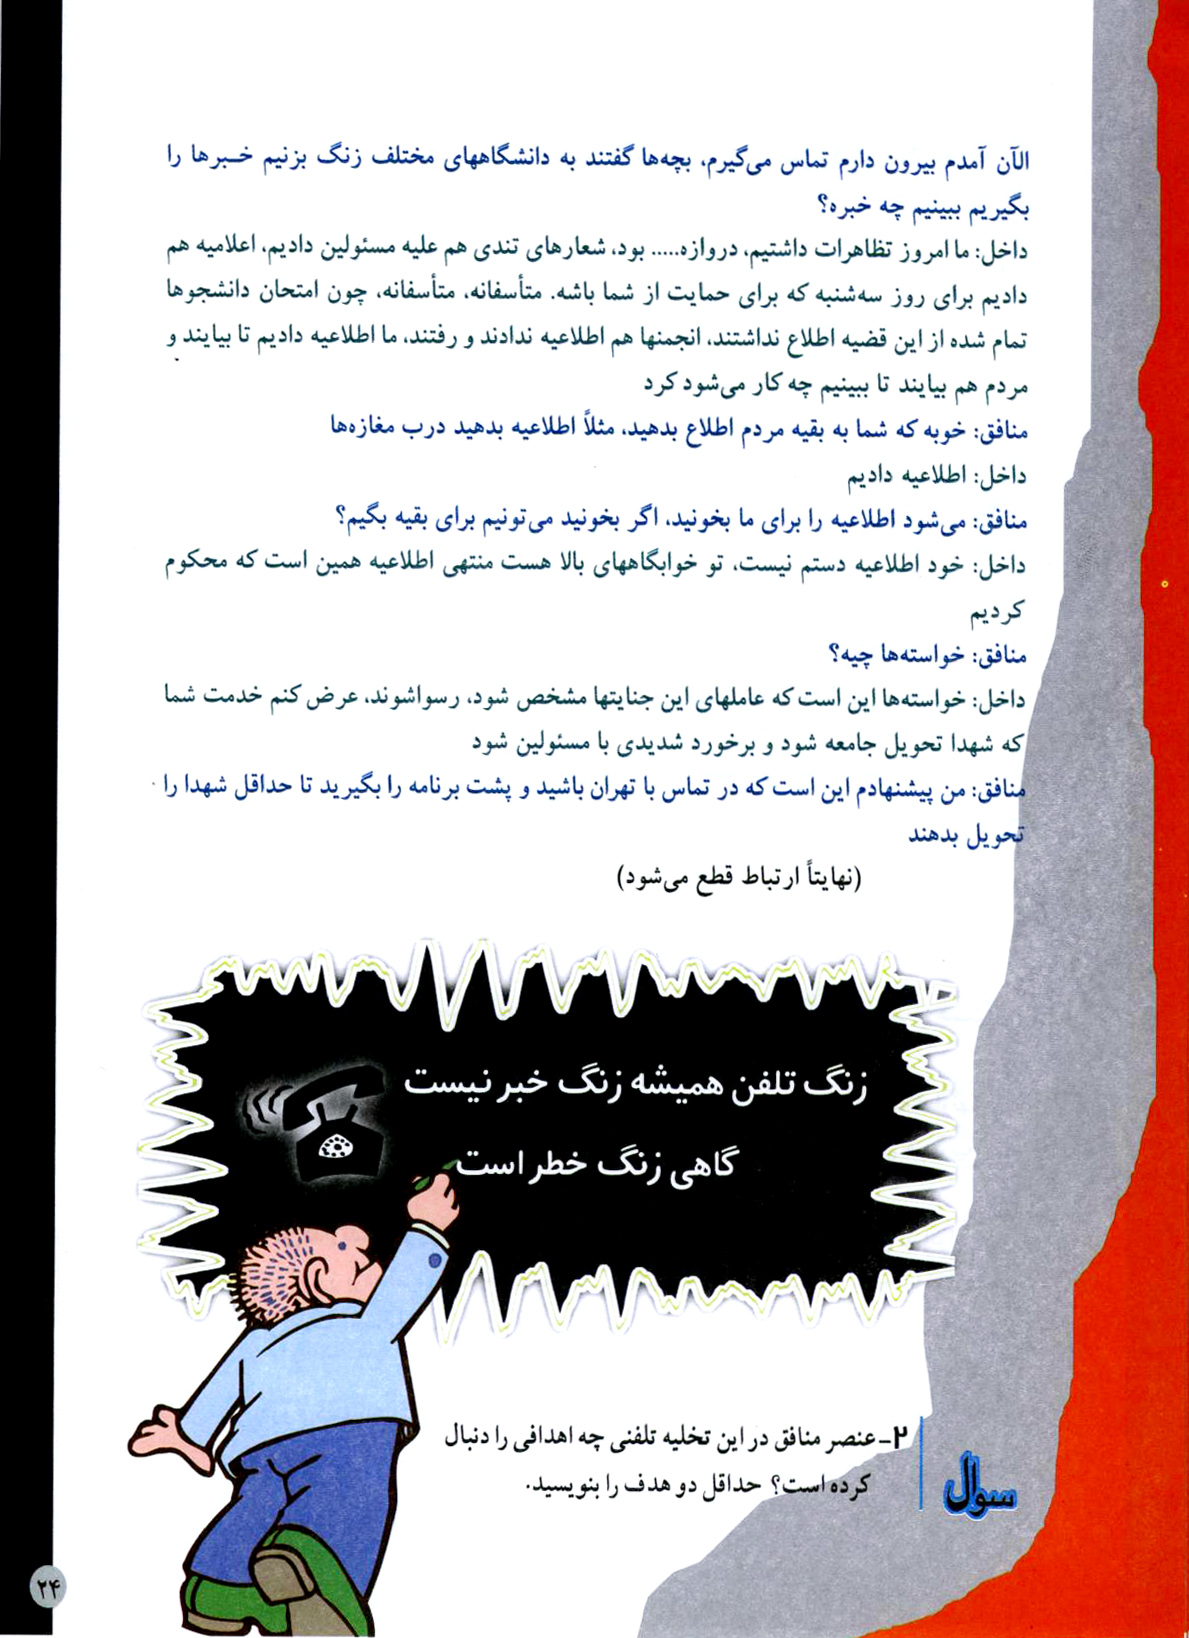 الآن آمدم بیرون دارم تماس می‌گیرم، بچه‌ها گفتند به دانشگاههای مختلف زنگ بزنیم خـبرها را
بگیریم ببینیم چه خبره؟
داخل: ما امروز تظاهرات داشتیم، دروازه..... بود، شعارهای تندی هم علیه مسئولین دادیم، اعلامیه هم
دادیم برای روز سه‌شنبه که برای حمایت از شما باشه. متأسفانه، متأسفانه، چون امتحان دانشجوها
تمام شده از این قضیه اطلاع نداشتند، انجمنها هم اطلاعیه ندادند و رفتند، ما اطلاعیه دادیم تا بیایند و
مردم هم بیایند تا ببینیم چه کار می‌شود کرد
منافق: خوبه که شما به بقیه مردم اطلاع بدهید، مثلاً اطلاعیه بدهید درب مغازه‌ها
داخل: اطلاعیه دادیم
منافق: می‌شود اطلاعیه را برای ما بخونید، اگر بخونید می‌تونیم برای بقیه بگیم؟
داخل: خود اطلاعیه دستم نیست، تو خوابگاههای بالا هست منتهی اطلاعیه همین است که محکوم
کردیم
منافق: خواسته‌ها چیه؟
داخل: خواسته‌ها این است که عاملهای این جنایتها مشخص شود، رسواشوند، عرض کنم خدمت شما
که شهدا تحویل جامعه شود و برخورد شدیدی با مسئولین شود
منافق: من پیشنهادم این است که در تماس با تهران باشید و پشت برنامه را بگیرید تا حداقل شهدا را
تحویل بدهند
(نهایتاً ارتباط قطع می‌شود)
زنگ تلفن همیشه زنگ خبر نیست
گاهی زنگ خطر است
۲-عنصر منافق در این تخلیه تلفنی چه اهدافی را دنبال
کرده است؟ حداقل دو هدف را بنویسید.
سوال
۲۴